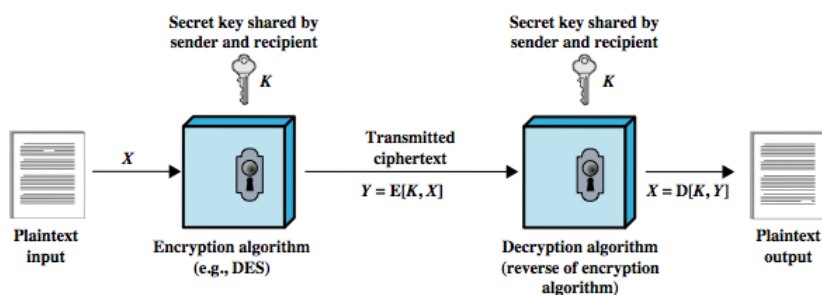 Secret key shared by
sender and recipient
K
Secret key shared by
sender and recipient
K
X
Transmitted
ciphertext
Y = E[K, X]
X = D[K, Y]
Plaintext
input
Encryption algorithm
(e.g., DES)
Decryption algorithm
(reverse of encryption
algorithm)
Plaintext
output